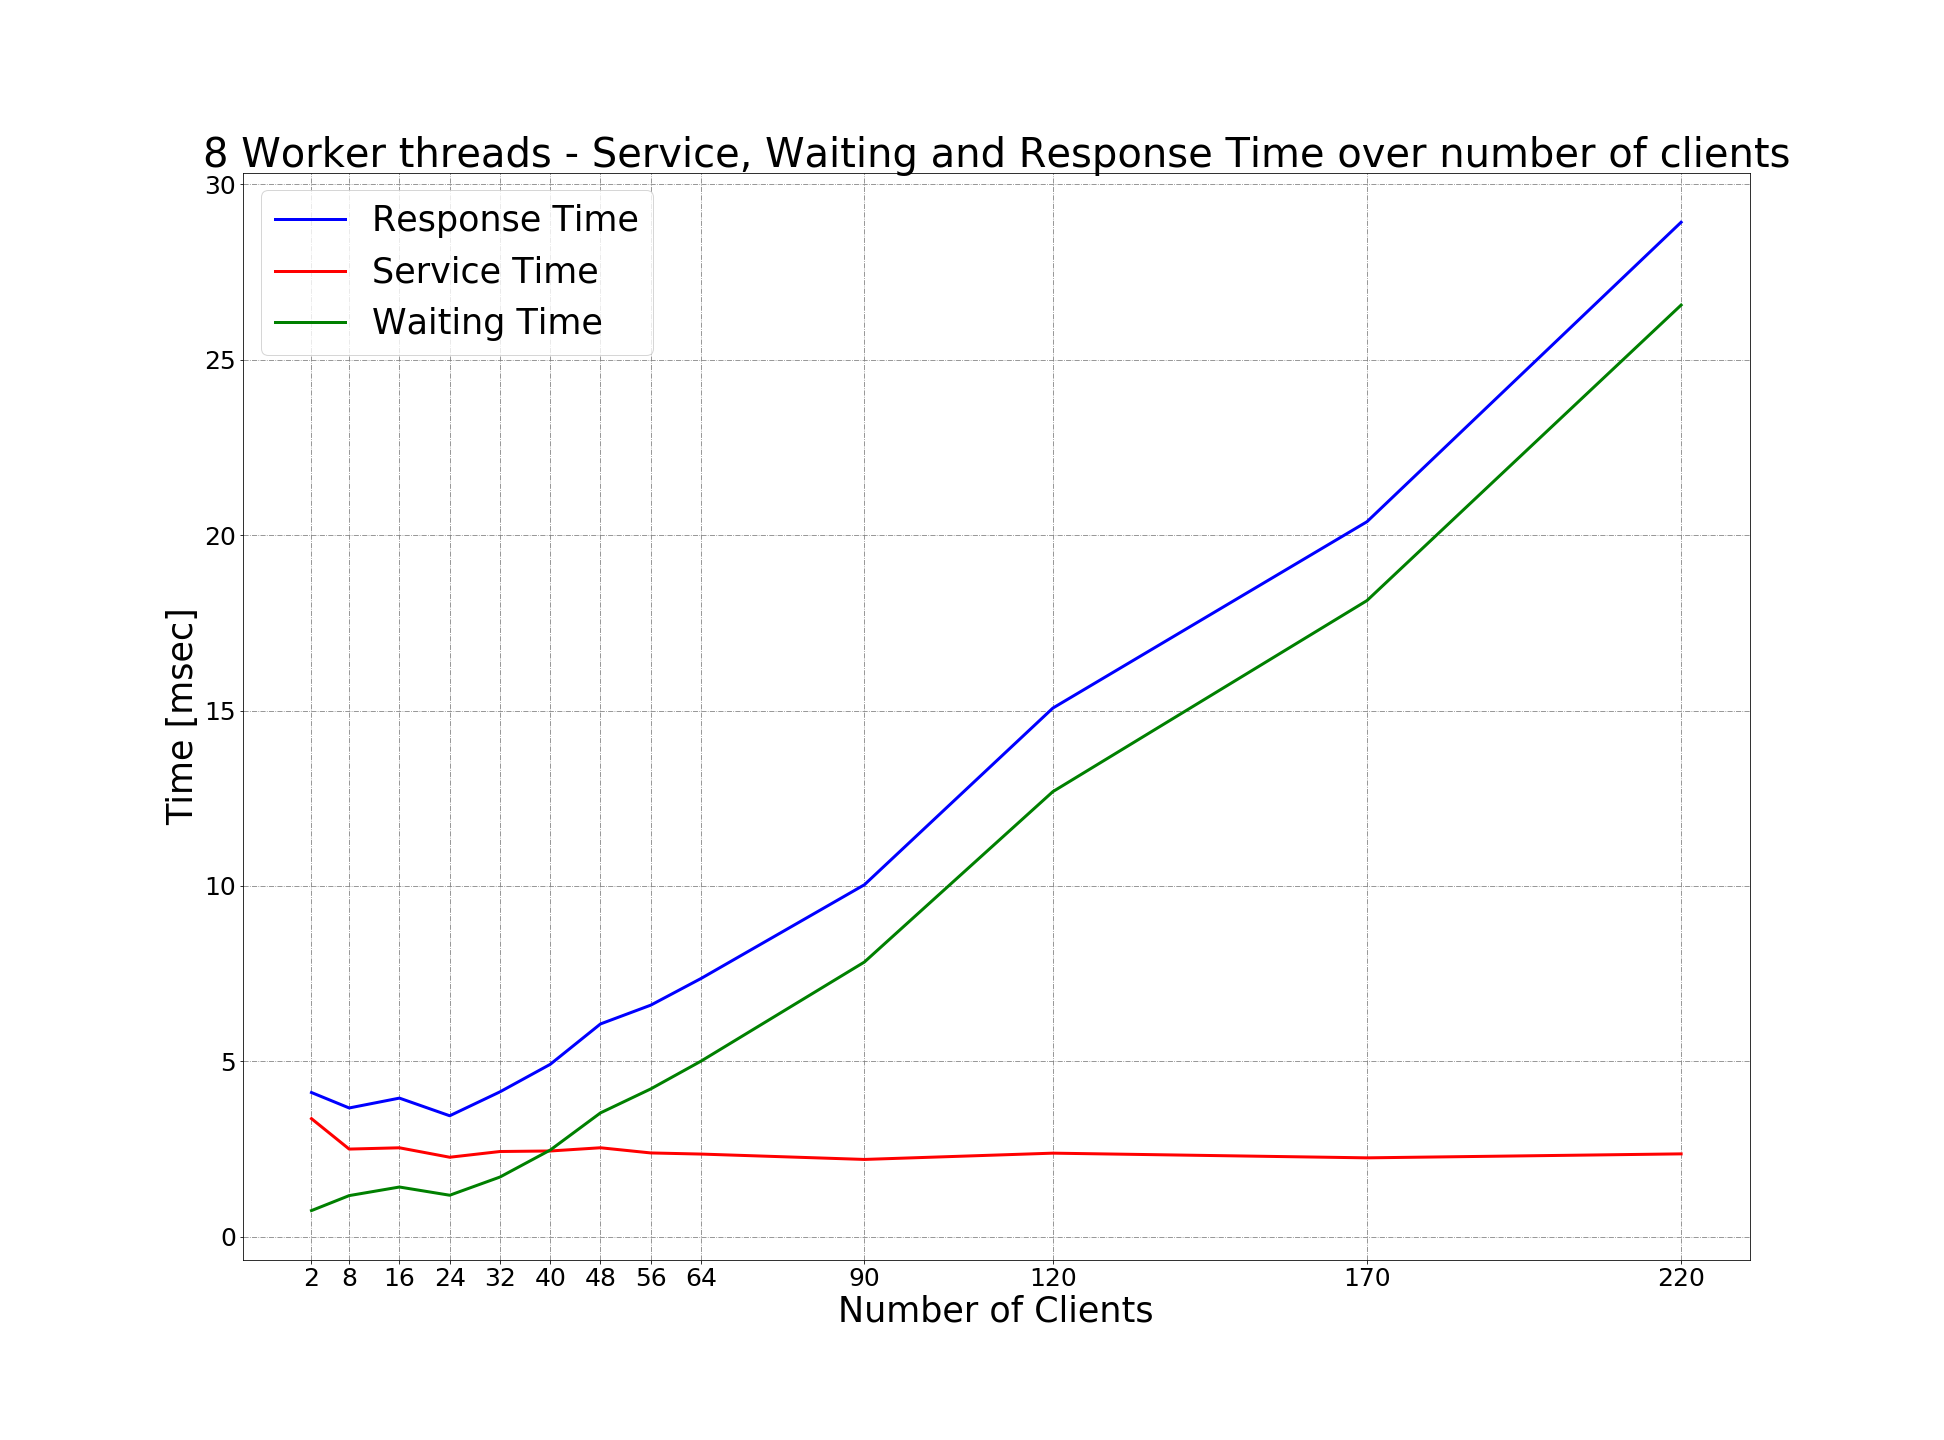 8 Worker threads - Service, Waiting and Response Time over number of clients
30
25
20
15
10
5
0
Time [msec]
Response Time
Service Time
Waiting Time
2 8 16 24 32 40 48 56 64 90 120 170 220
Number of Clients